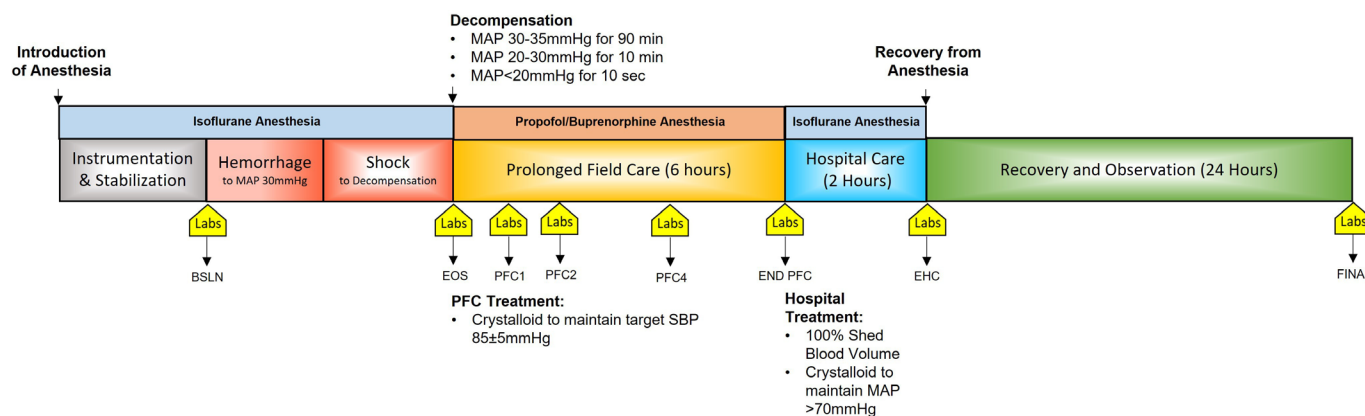 Introduction
of Anesthesia
Decompensation
• MAP 30-35mmHg for 90 min
• MAP 20-30mmHg for 10 min
• MAP<20mmHg for 10 sec
Recovery from
Anesthesia
Isoflurane Anesthesia
Propofol/Buprenorphine Anesthesia
Isoflurane Anesthesia
Instrumentation
& Stabilization
Hemorrhage
to MAP 30mmHg
Shock
to Decompensation
Prolonged Field Care (6 hours)
Hospital Care
(2 Hours)
Recovery and Observation (24 Hours)
Labs
Labs
Labs
Labs
Labs
Labs
Labs
Labs
BSLN
EOS
PFC1
PFC2
PFC4
END PFC
EHC
FINA
PFC Treatment:
• Crystalloid to maintain target SBP
85±5mmHg
Hospital
Treatment:
• 100% Shed
Blood Volume
• Crystalloid to
maintain MAP
>70mmHg